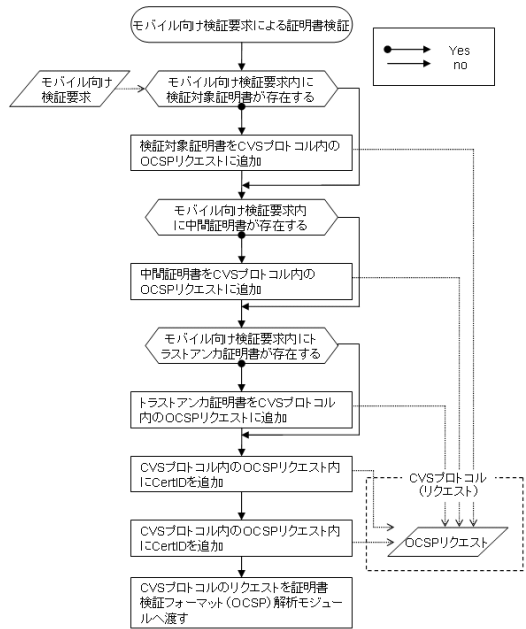 モバイル向け検証要求による証明書検証
Yes
no
モバイル向け
検証要求
モバイル向け検証要求内に
検証対象証明書が存在する
検証対象証明書をCVSプロトコル内の
OCSPリクエストに追加
モバイル向け検証要求内
に中間証明書が存在する
中間証明書をCVSプロトコル内の
OCSPリクエストに追加
モバイル向け検証要求内にト
ラストアンカ証明書が存在する
トラストアンカ証明書をCVSプロトコル
内のOCSPリクエストに追加
CVSプロトコル内のOCSPリクエスト内
にCertIDを追加
CVSプロトコル
(リクエスト)
OCSPリクエスト
CVSプロトコル内のOCSPリクエスト内
にCertIDを追加
CVSプロトコルのリクエストを証明書
検証フォーマット(OCSP)解析モジュー
ルへ渡す